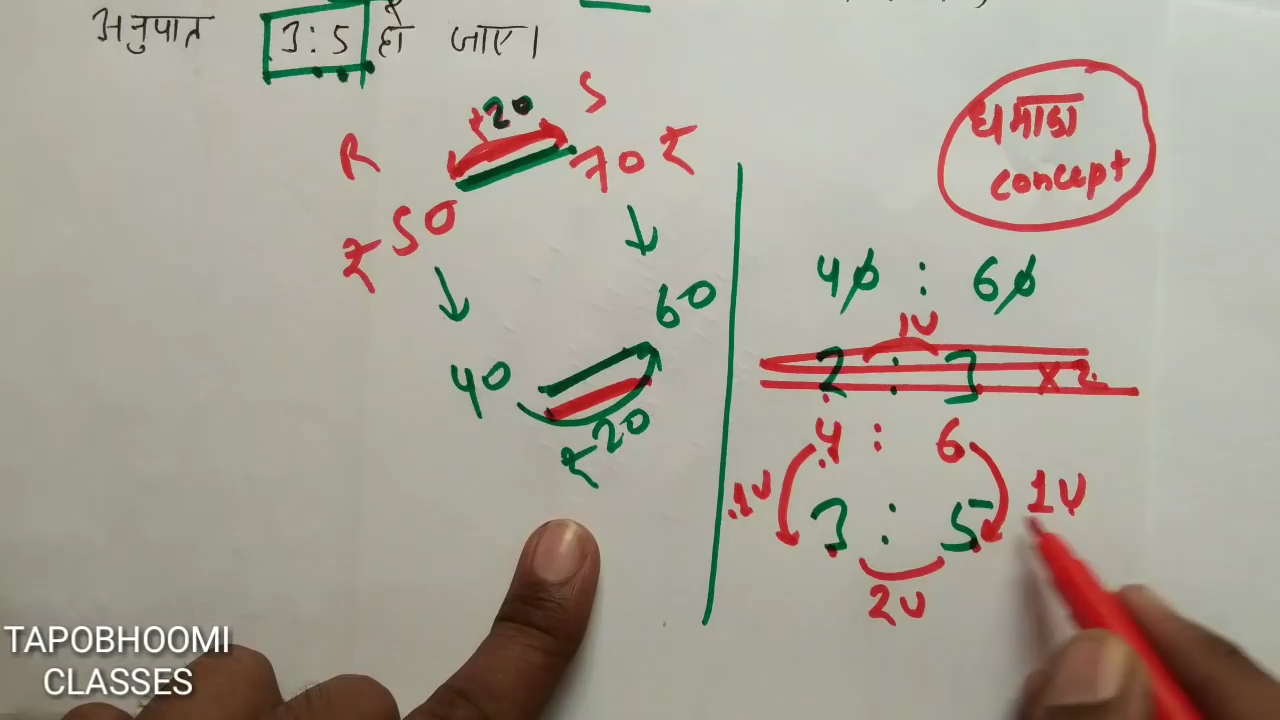 अनुपात 3:5 हो जाए।
₹20
R
S
₹50
70₹
40
60
₹20
धमाका
concept
40 : 60
1U
2 : 3 ×2
4 : 6
1U
1U
3 : 5
2U
TAPOBHOOMI
CLASSES